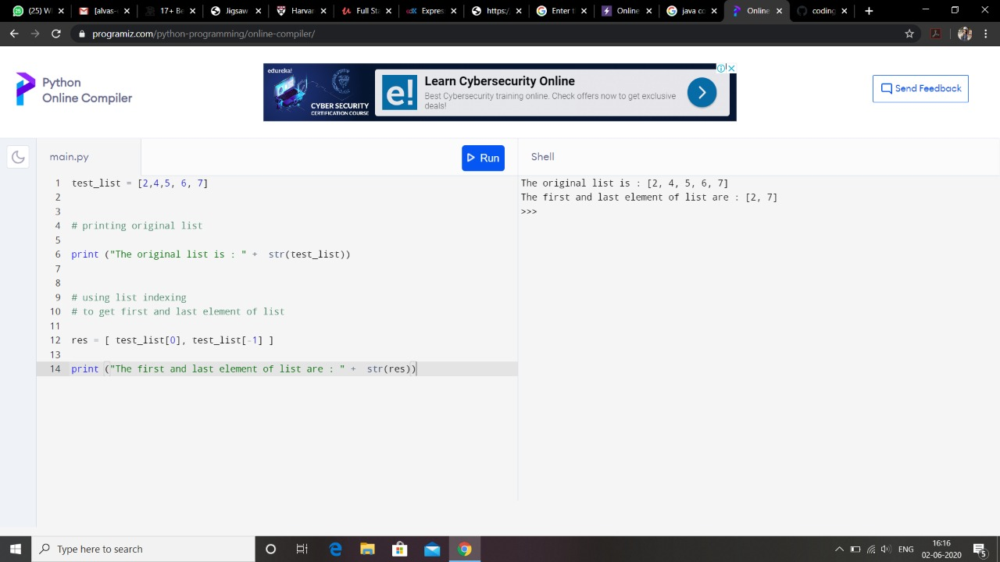 (25) W
[alvas-
17+ Be
Jigsaw
Harvar
Full Sta
edX
Expres
https:/
Enter t
Online
java co
Online
coding
programiz.com/python-programming/online-compiler/
Python
Online Compiler
edureka!
CYBER SECURITY
CERTIFICATION COURSE
e!
Learn Cybersecurity Online
Best Cybersecurity training online. Check offers now to get exclusive
deals!
Send Feedback
main.py
Run
Shell
1 test_list = [2,4,5, 6, 7]
2
3
4 # printing original list
5
6 print ("The original list is : " +  str(test_list))
7
8
9 # using list indexing
10 # to get first and last element of list
11
12 res = [ test_list[0], test_list[-1] ]
13
14 print ("The first and last element of list are : " +  str(res))
The original list is : [2, 4, 5, 6, 7]
The first and last element of list are : [2, 7]
>>>
Type here to search
ENG
16:16
02-06-2020
5